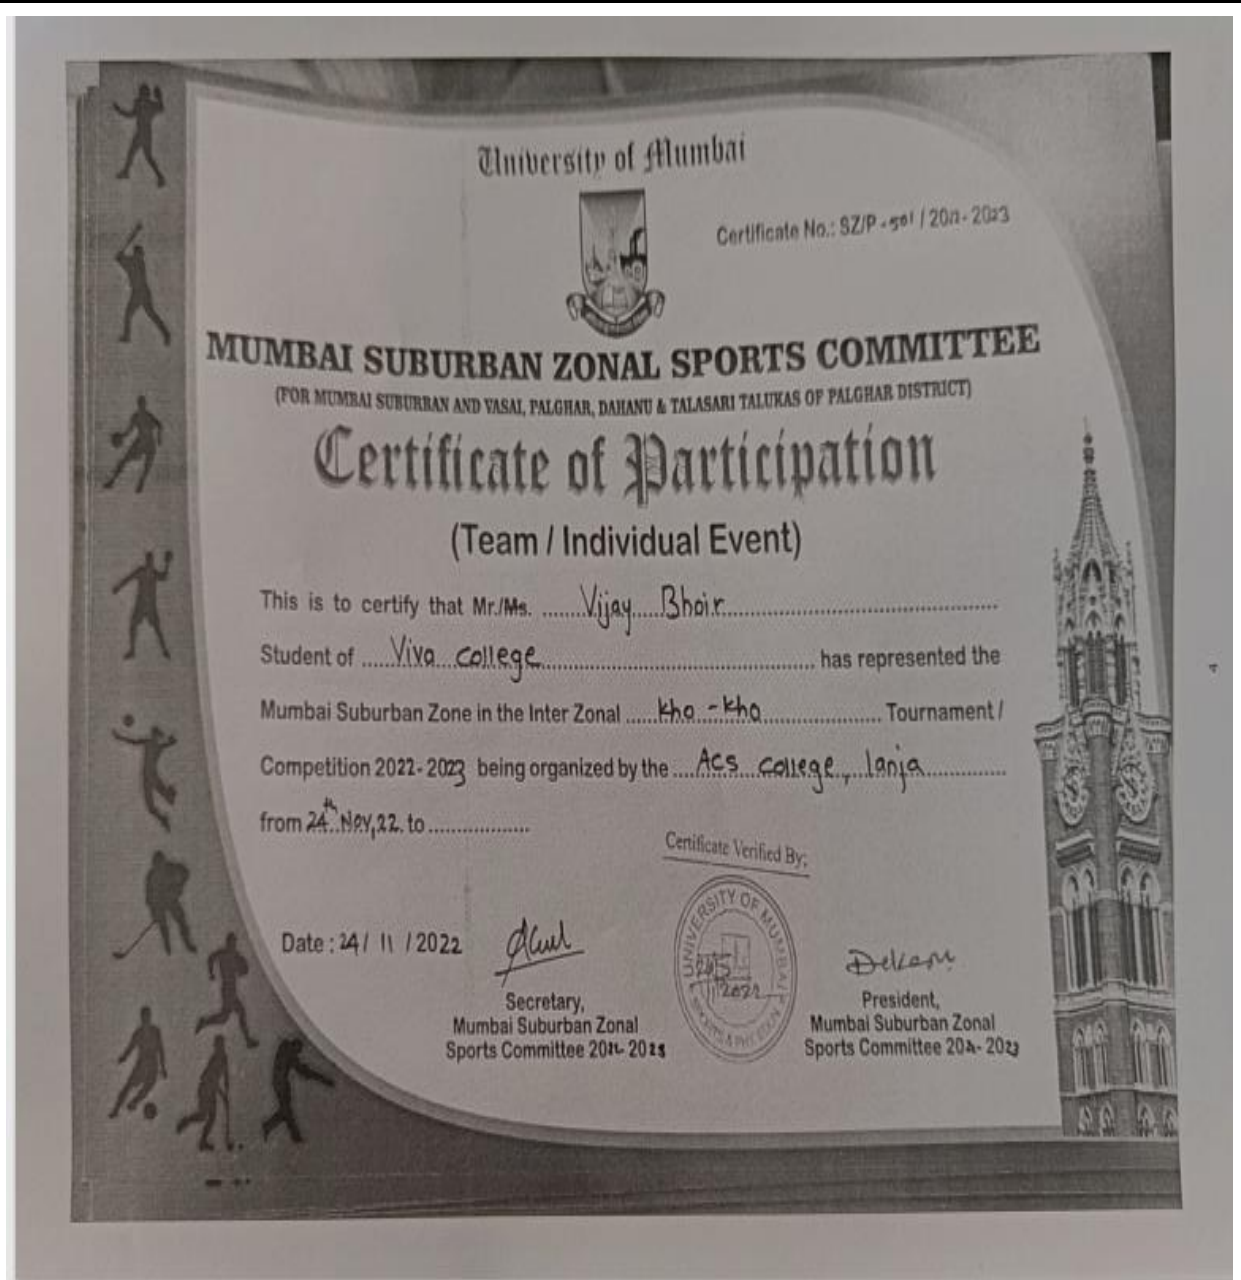 University of Mumbai
Certificate No.: SZ/P - 501 / 2022 - 2023
MUMBAI SUBURBAN ZONAL SPORTS COMMITTEE
(FOR MUMBAI SUBURBAN AND VASAI, PALGHAR, DAHANU & TALASARI TALUKAS OF PALGHAR DISTRICT)
Certificate of Participation
(Team / Individual Event)
This is to certify that Mr./Ms. ......Vijay.....Bhoir..............................................
Student of .....Viva...college............................................ has represented the
Mumbai Suburban Zone in the Inter Zonal .....kho..-kho.................... Tournament /
Competition 2022-2023 being organized by the ....Acs...college.,..lanja.............
from 24th Nov,22. to ..................
Certificate Verified By;
Date : 24/ 11 / 2022
UNIVERSITY OF MUMBAI
2022
Secretary,
Mumbai Suburban Zonal
Sports Committee 2022-2023
President,
Mumbai Suburban Zonal
Sports Committee 2022-2023